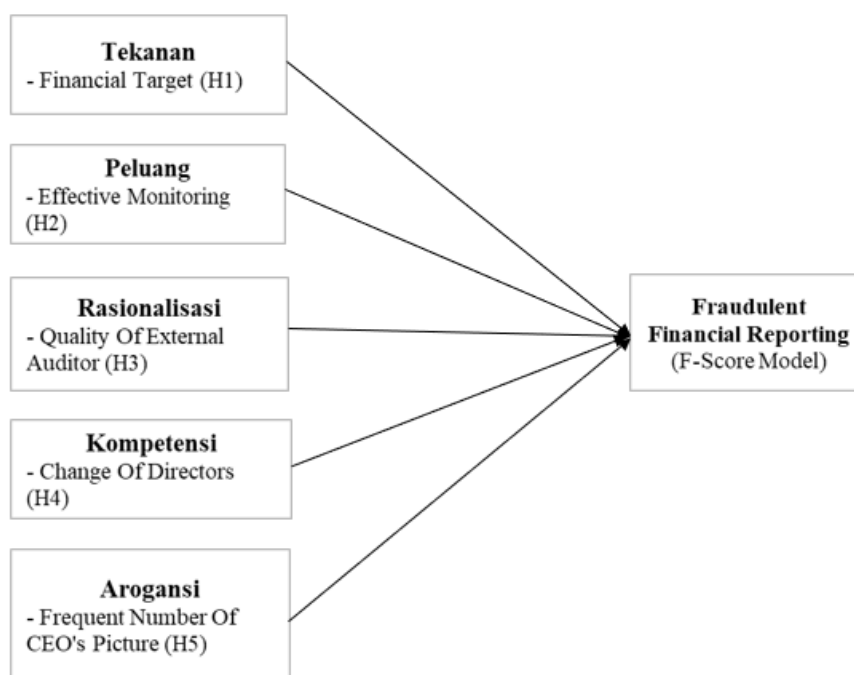 Tekanan
- Financial Target (H1)
Peluang
- Effective Monitoring
(H2)
Rasionalisasi
- Quality Of External
Auditor (H3)
Kompetensi
- Change Of Directors
(H4)
Arogansi
- Frequent Number Of
CEO's Picture (H5)
Fraudulent
Financial Reporting
(F-Score Model)